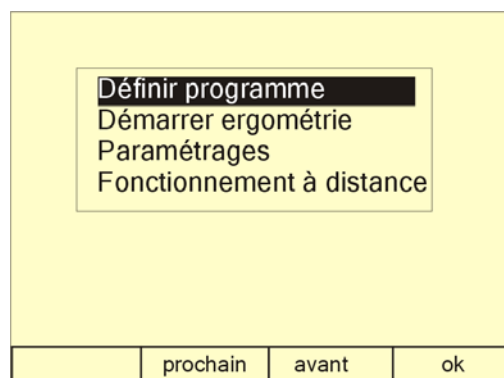 Définir programme
Démarrer ergométrie
Paramétrages
Fonctionnement à distance
prochain avant ok